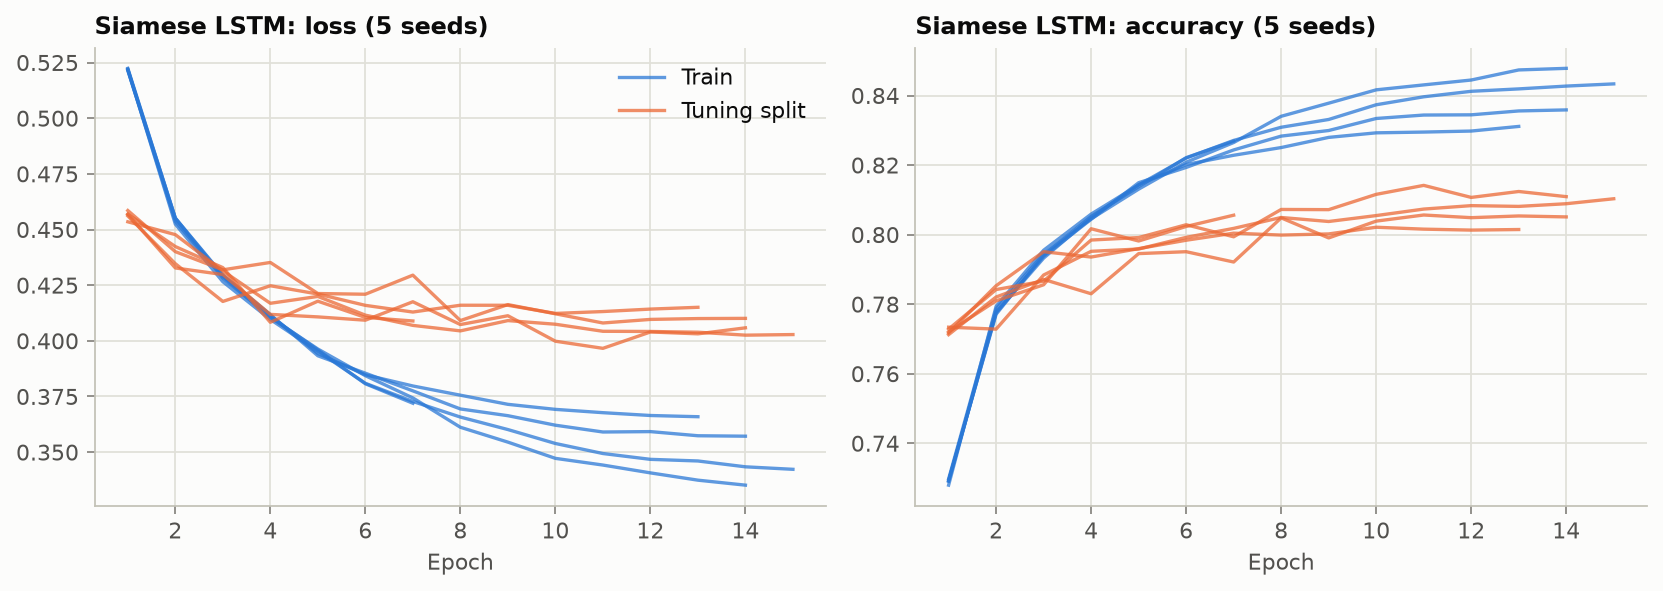 Siamese LSTM: loss (5 seeds)
0.525
0.500
0.475
0.450
0.425
0.400
0.375
0.350
2 4 6 8 10 12 14
Epoch
Train
Tuning split
Siamese LSTM: accuracy (5 seeds)
0.84
0.82
0.80
0.78
0.76
0.74
2 4 6 8 10 12 14
Epoch